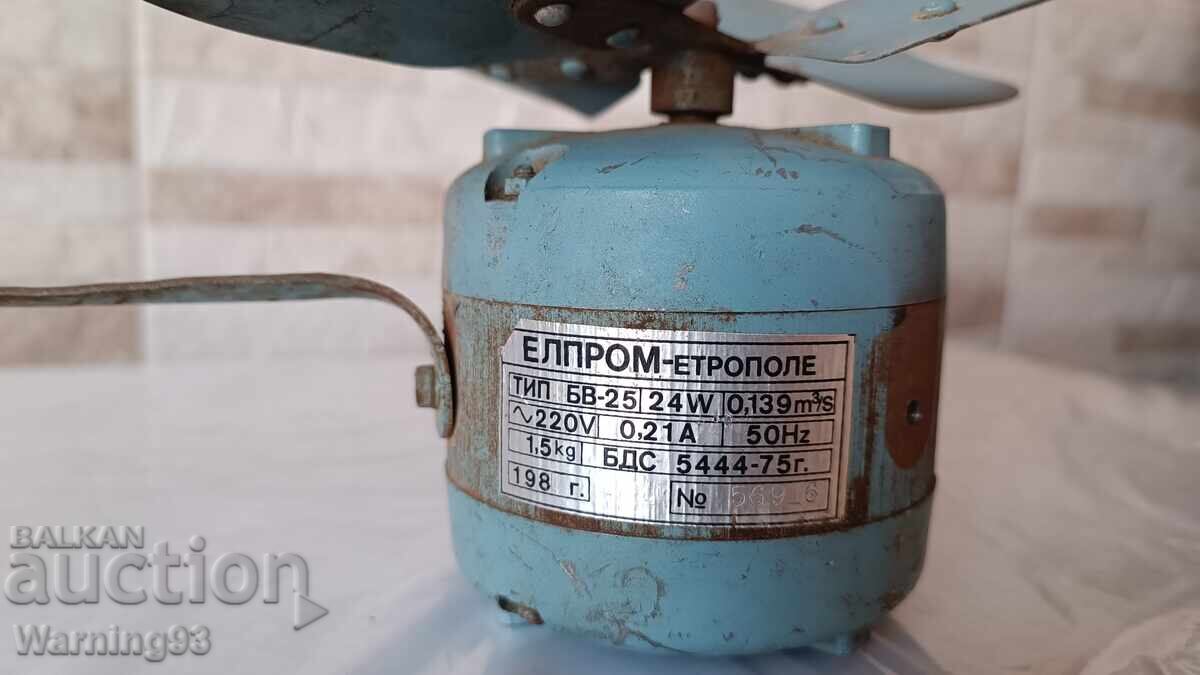 ЕЛПРОМ-ЕТРОПОЛЕ
ТИП БВ-25 24W 0,139m³/S
~220V 0,21A 50Hz
1,5kg БДС 5444-75г.
198 г. №
BALKAN
auction
Warning93